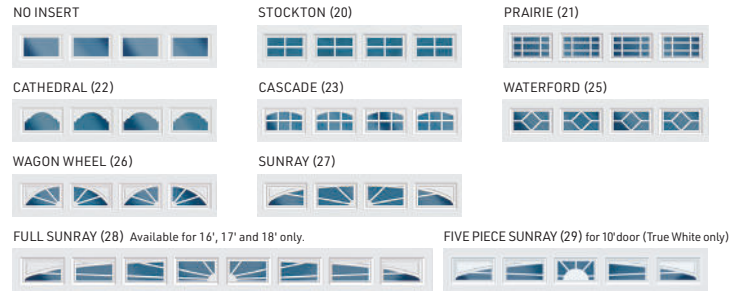 NO INSERT
STOCKTON (20)
PRAIRIE (21)
CATHEDRAL (22)
CASCADE (23)
WATERFORD (25)
WAGON WHEEL (26)
SUNRAY (27)
FULL SUNRAY (28) Available for 16', 17' and 18' only.
FIVE PIECE SUNRAY (29) for 10'door (True White only)